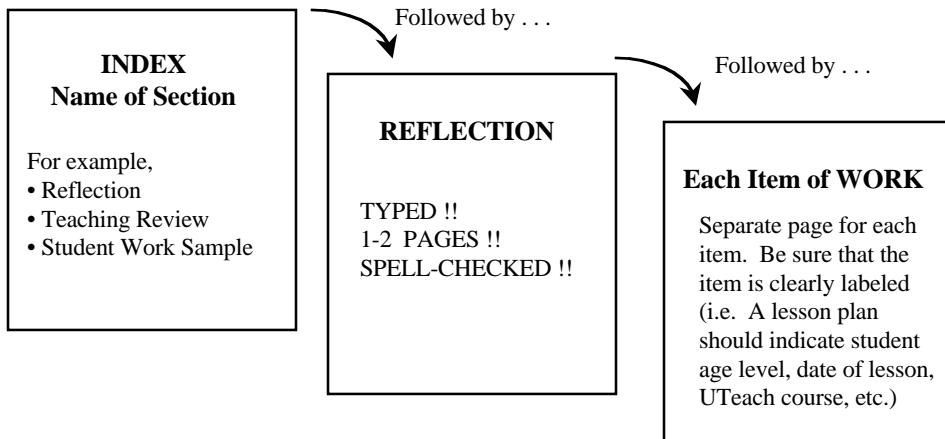 Followed by . . .
INDEX
Name of Section
For example,
• Reflection
• Teaching Review
• Student Work Sample
Followed by . . .
REFLECTION
TYPED !!
1-2  PAGES !!
SPELL-CHECKED !!
Each Item of WORK
Separate page for each
item.  Be sure that the
item is clearly labeled
(i.e.  A lesson plan
should indicate student
age level, date of lesson,
UTeach course, etc.)